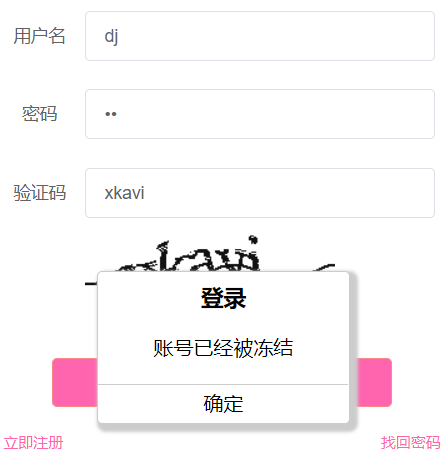 用户名 dj
密码 ••
验证码 xkavi
xkavi
登录
账号已经被冻结
确定
立即注册 找回密码